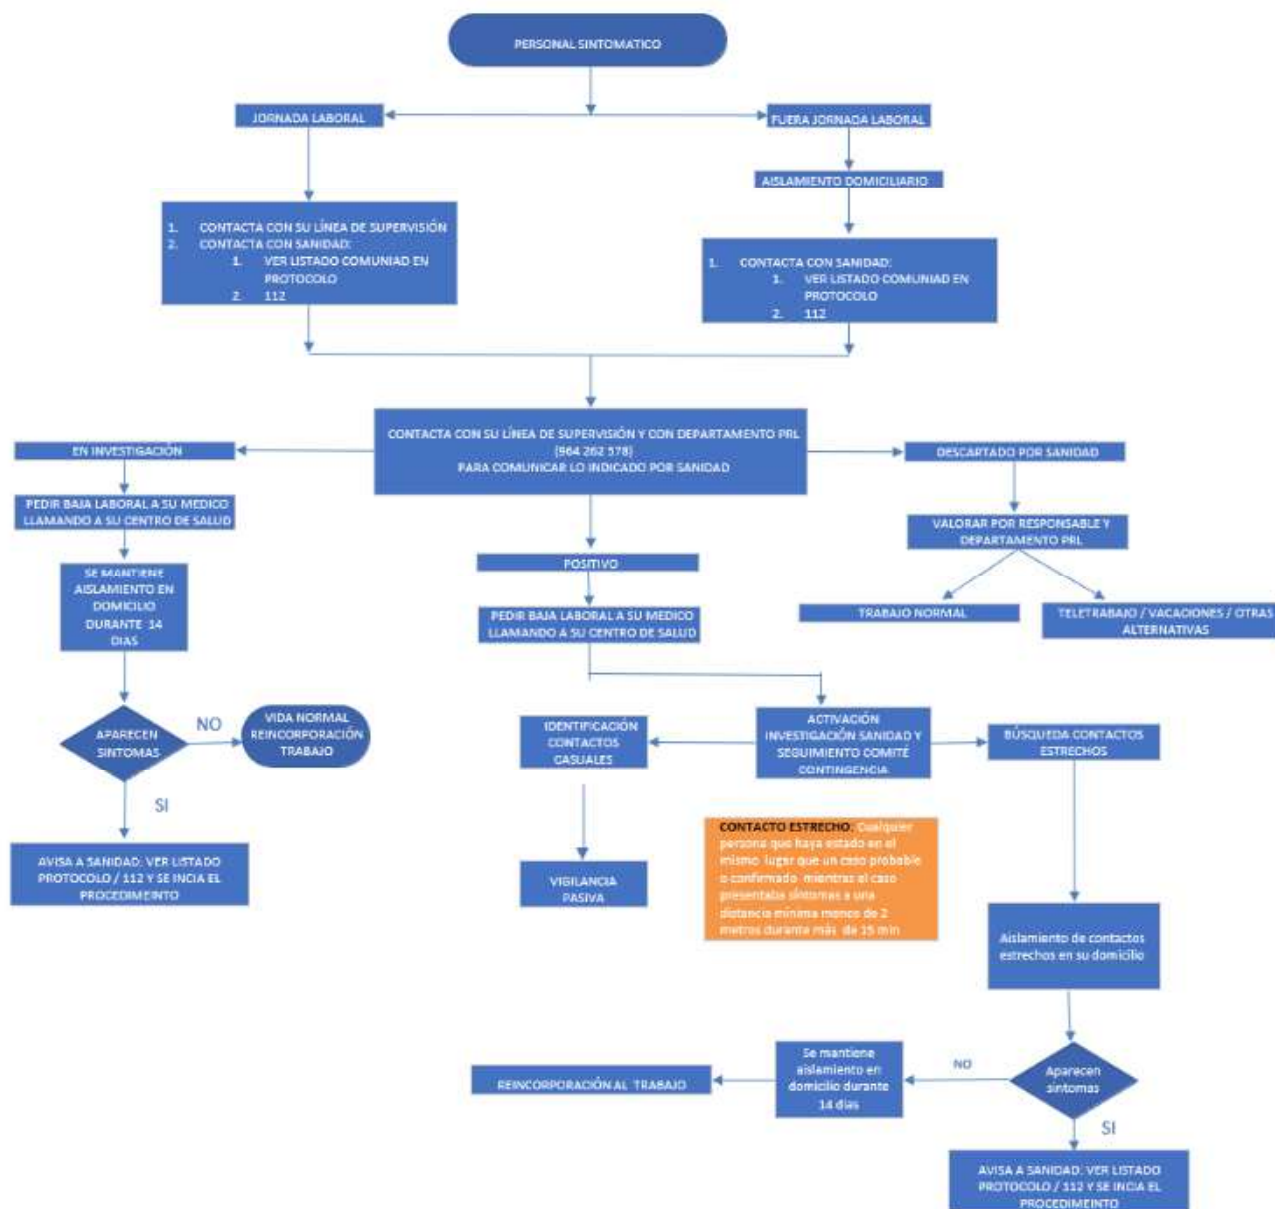 PERSONAL SINTOMATICO
JORNADA LABORAL
FUERA JORNADA LABORAL
AISLAMIENTO DOMICILIARIO
1. CONTACTA CON SU LÍNEA DE SUPERVISIÓN
2. CONTACTA CON SANIDAD:
1. VER LISTADO COMUNIAD EN
PROTOCOLO
2. 112
1. CONTACTA CON SANIDAD:
1. VER LISTADO COMUNIAD EN
PROTOCOLO
2. 112
CONTACTA CON SU LÍNEA DE SUPERVISIÓN Y CON DEPARTAMENTO PRL
(964 262 578)
PARA COMUNICAR LO INDICADO POR SANIDAD
EN INVESTIGACIÓN
PEDIR BAJA LABORAL A SU MEDICO
LLAMANDO A SU CENTRO DE SALUD
SE MANTIENE
AISLAMIENTO EN
DOMICILIO
DURANTE 14
DIAS
APARECEN
SINTOMAS
NO
VIDA NORMAL
REINCORPORACIÓN
TRABAJO
SI
AVISA A SANIDAD: VER LISTADO
PROTOCOLO / 112 Y SE INCIA EL
PROCEDIMEINTO
POSITIVO
PEDIR BAJA LABORAL A SU MEDICO
LLAMANDO A SU CENTRO DE SALUD
DESCARTADO POR SANIDAD
VALORAR POR RESPONSABLE Y
DEPARTAMENTO PRL
TRABAJO NORMAL
TELETRABAJO / VACACIONES / OTRAS
ALTERNATIVAS
IDENTIFICACIÓN
CONTACTOS
CASUALES
ACTIVACIÓN
INVESTIGACIÓN SANIDAD Y
SEGUIMIENTO COMITÉ
CONTINGENCIA
BÚSQUEDA CONTACTOS
ESTRECHOS
VIGILANCIA
PASIVA
CONTACTO ESTRECHO: Cualquier
persona que haya estado en el
mismo lugar que un caso probable
o confirmado mientras el caso
presentaba síntomas a una
distancia mínima menos de 2
metros durante más de 15 min
Aislamiento de contactos
estrechos en su domicilio
Aparecen
síntomas
NO
Se mantiene
aislamiento en
domicilio durante
14 días
REINCORPORACIÓN AL TRABAJO
SI
AVISA A SANIDAD: VER LISTADO
PROTOCOLO / 112 Y SE INCIA EL
PROCEDIMEINTO